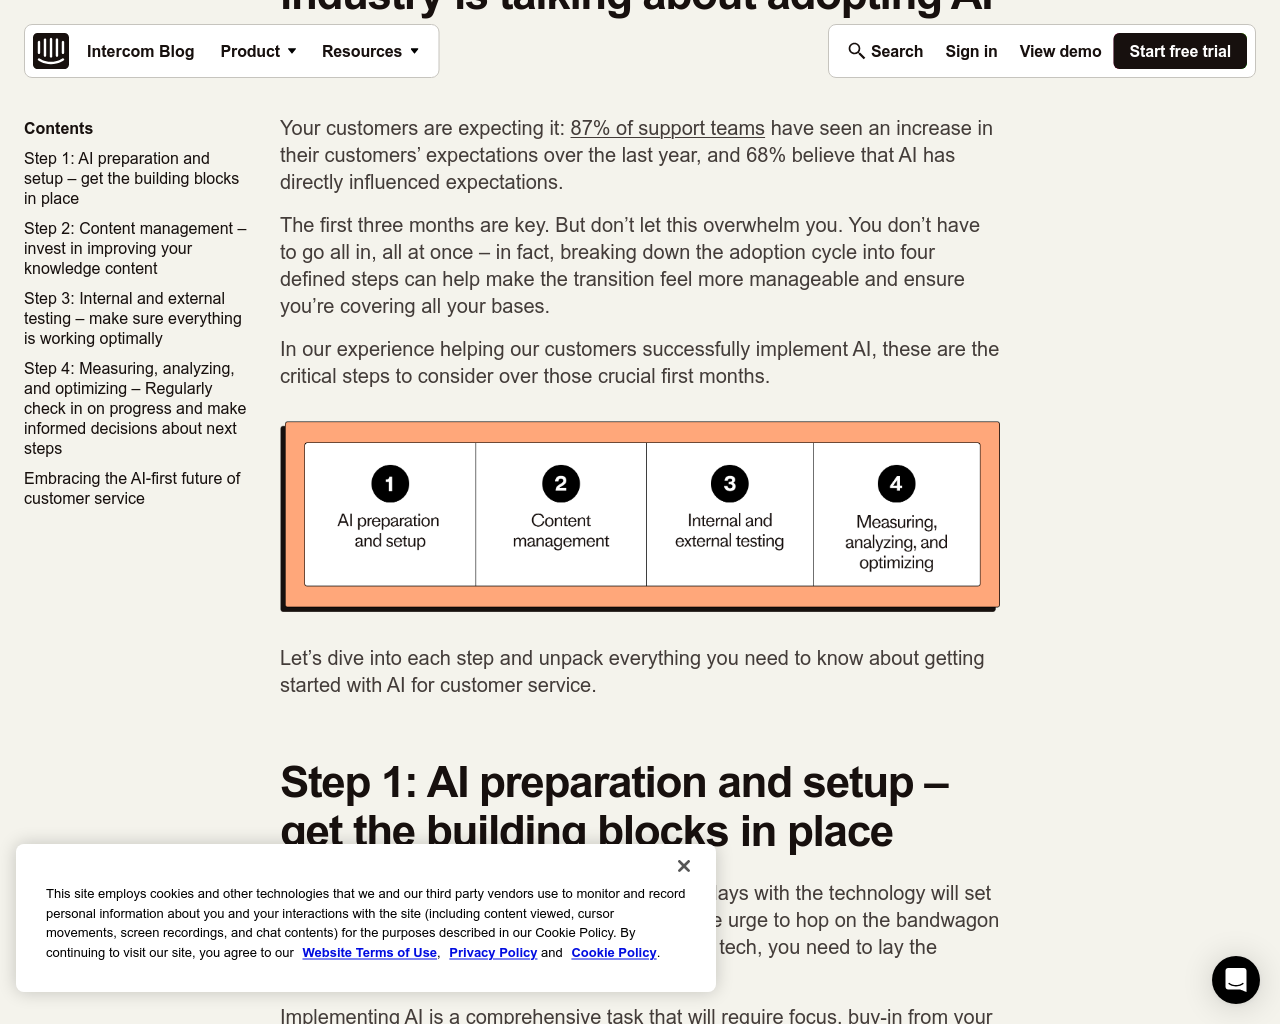 industry is talking about adopting AI
Intercom Blog
Product
Resources
Search
Sign in
View demo
Start free trial
Contents
Step 1: AI preparation and
setup – get the building blocks
in place
Step 2: Content management –
invest in improving your
knowledge content
Step 3: Internal and external
testing – make sure everything
is working optimally
Step 4: Measuring, analyzing,
and optimizing – Regularly
check in on progress and make
informed decisions about next
steps
Embracing the AI-first future of
customer service
Your customers are expecting it: 87% of support teams have seen an increase in
their customers’ expectations over the last year, and 68% believe that AI has
directly influenced expectations.
The first three months are key. But don’t let this overwhelm you. You don’t have
to go all in, all at once – in fact, breaking down the adoption cycle into four
defined steps can help make the transition feel more manageable and ensure
you’re covering all your bases.
In our experience helping our customers successfully implement AI, these are the
critical steps to consider over those crucial first months.
1
AI preparation
and setup
2
Content
management
3
Internal and
external testing
4
Measuring,
analyzing, and
optimizing
Let’s dive into each step and unpack everything you need to know about getting
started with AI for customer service.
Step 1: AI preparation and setup –
get the building blocks in place
with the technology will set
urge to hop on the bandwagon
tech, you need to lay the
This site employs cookies and other technologies that we and our third party vendors use to monitor and record
personal information about you and your interactions with the site (including content viewed, cursor
movements, screen recordings, and chat contents) for the purposes described in our Cookie Policy. By
continuing to visit our site, you agree to our Website Terms of Use, Privacy Policy and Cookie Policy.
Implementing AI is a comprehensive task that will require focus, buy-in from your